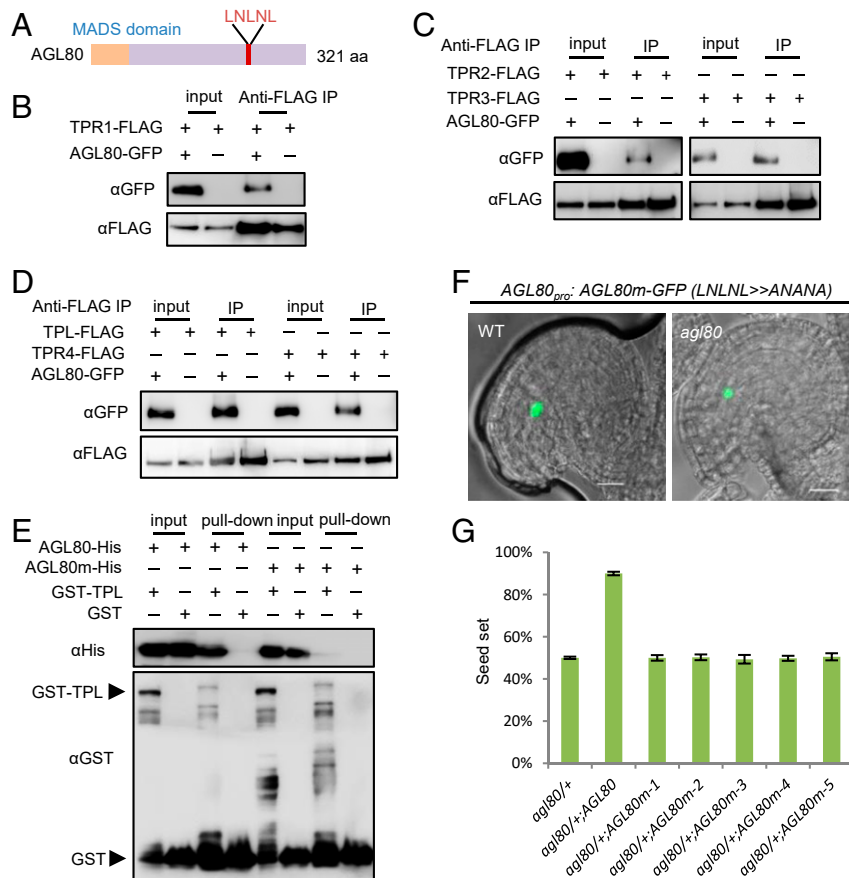 A
LNLNL
MADS domain
AGL80
321 aa
B
input Anti-FLAG IP
TPR1-FLAG + + + +
AGL80-GFP + – + –
αGFP
αFLAG
C
Anti-FLAG IP input IP input IP
TPR2-FLAG + + + + – – – –
TPR3-FLAG – – – – + + + +
AGL80-GFP + – + – + – + –
αGFP
αFLAG
D
Anti-FLAG IP input IP input IP
TPL-FLAG + + + + – – – –
TPR4-FLAG – – – – + + + +
AGL80-GFP + – + – + – + –
αGFP
αFLAG
E
input pull-down input pull-down
AGL80-His + + + + – – – –
AGL80m-His – – – – + + + +
GST-TPL + – + – + – + –
GST – + – + – + – +
αHis
GST-TPL
αGST
GST
F
AGL80pro: AGL80m-GFP (LNLNL>>ANANA)
WT
agl80
G
100%
80%
60%
40%
20%
0%
Seed set
agl80/+
agl80/+;AGL80
agl80/+;AGL80m-1
agl80/+;AGL80m-2
agl80/+;AGL80m-3
agl80/+;AGL80m-4
agl80/+;AGL80m-5